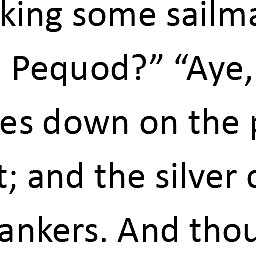 king some sailma
Pequod?” “Aye,
es down on the p
t; and the silver c
ankers. And thou